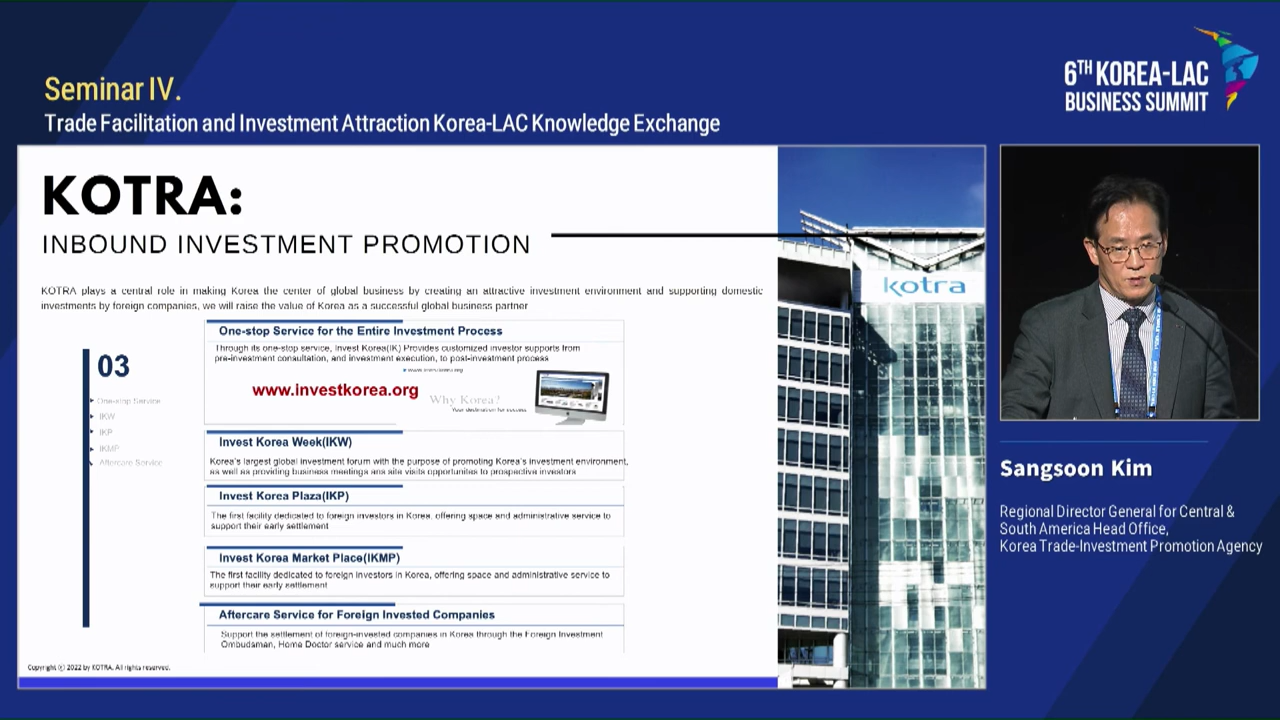 Seminar IV.
Trade Facilitation and Investment Attraction Korea-LAC Knowledge Exchange
6TH KOREA-LAC
BUSINESS SUMMIT
KOTRA:
INBOUND INVESTMENT PROMOTION
KOTRA plays a central role in making Korea the center of global business by creating an attractive investment environment and supporting domestic
investments by foreign companies, we will raise the value of Korea as a successful global business partner
03
One-stop Service
IKW
IKP
IKMP
Aftercare Service
One-stop Service for the Entire Investment Process
Through its one-stop service, Invest Korea(IK) Provides customized investor supports from
pre-investment consultation, and investment execution, to post-investment process
www.investkorea.org
www.investkorea.org
Why Korea?
Your destination for success
Invest Korea Week(IKW)
Korea's largest global investment forum with the purpose of promoting Korea's investment environment,
as well as providing business meetings ans site visits opportunities to prospective investors
Invest Korea Plaza(IKP)
The first facility dedicated to foreign investors in Korea, offering space and administrative service to
support their early settlement
Invest Korea Market Place(IKMP)
The first facility dedicated to foreign investors in Korea, offering space and administrative service to
support their early settlement
Aftercare Service for Foreign Invested Companies
Support the settlement of foreign-invested companies in Korea through the Foreign Investment
Ombudsman, Home Doctor service and much more
Copyright ⓒ 2022 by KOTRA. All rights reserved.
kotra
Sangsoon Kim
Regional Director General for Central &
South America Head Office,
Korea Trade-Investment Promotion Agency